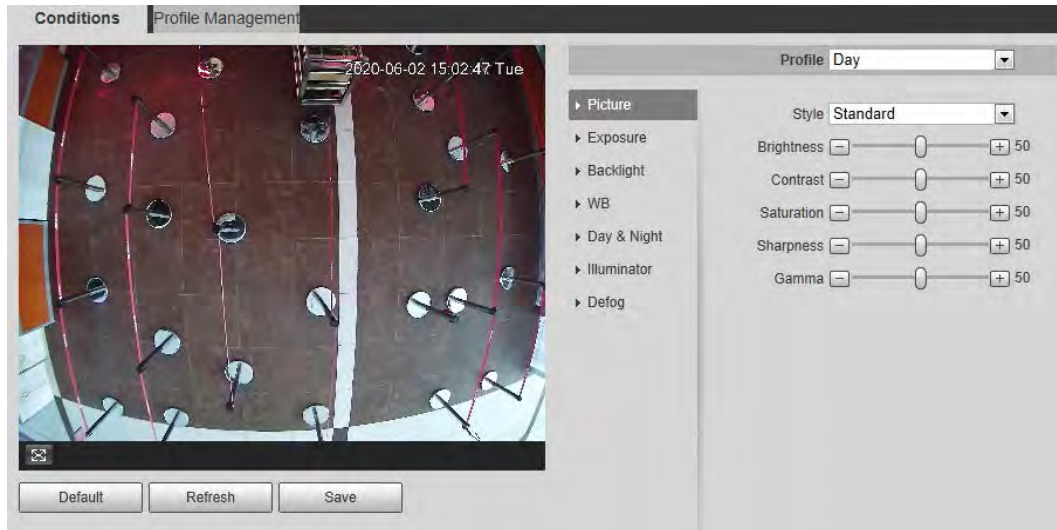 Conditions
Profile Management
2020-06-02 15:02:47 Tue
Profile Day
Picture
Exposure
Backlight
WB
Day & Night
Illuminator
Defog
Style Standard
Brightness 50
Contrast 50
Saturation 50
Sharpness 50
Gamma 50
Default Refresh Save